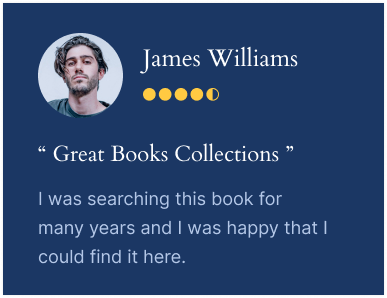 James Williams
“ Great Books Collections ”
I was searching this book for
many years and I was happy that I
could find it here.